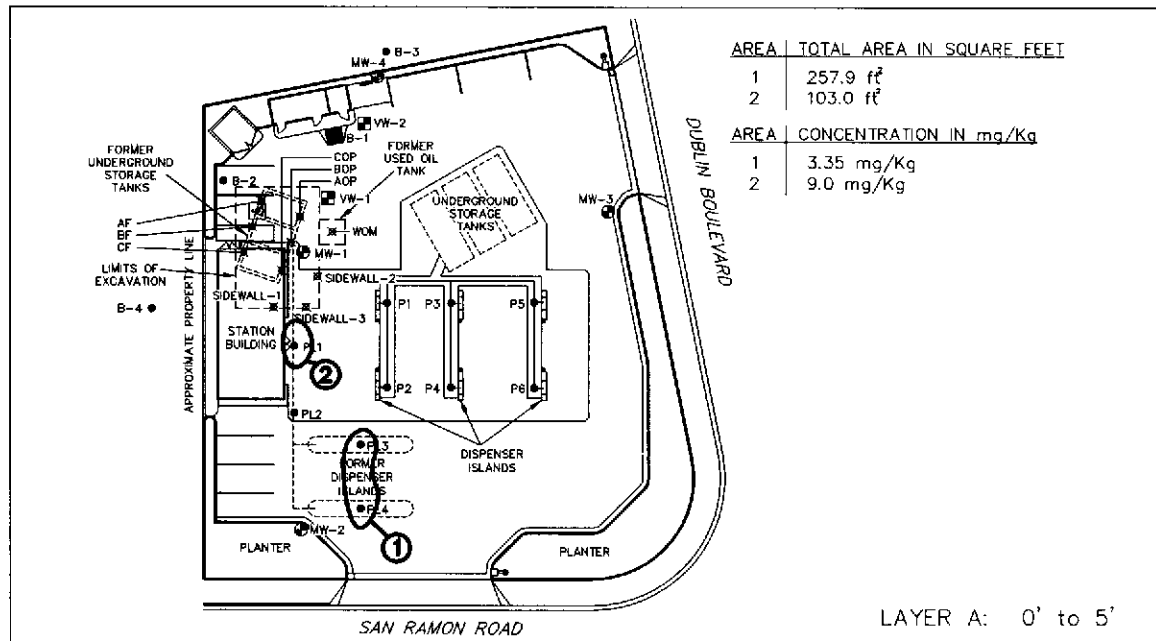 B-3
MW-4
VW-2
B-1
FORMER
UNDERGROUND
STORAGE
TANKS
COP
BOP
AOP
FORMER
USED OIL
TANK
B-2
VW-1
WOM
UNDERGROUND
STORAGE
TANKS
MW-3
AF
BF
CF
MW-1
LIMITS OF
EXCAVATION
SIDEWALL-2
SIDEWALL-1
SIDEWALL-3
B-4
STATION
BUILDING
APPROXIMATE PROPERTY LINE
P1
P3
P5
PL1
2
P2
P4
P6
PL2
PL3
FORMER
DISPENSER
ISLANDS
PL4
DISPENSER
ISLANDS
MW-2
1
PLANTER
PLANTER
SAN RAMON ROAD
DUBLIN BOULEVARD
AREA TOTAL AREA IN SQUARE FEET
1 257.9 ft²
2 103.0 ft²
AREA CONCENTRATION IN mg/Kg
1 3.35 mg/Kg
2 9.0 mg/Kg
LAYER A: 0' to 5'